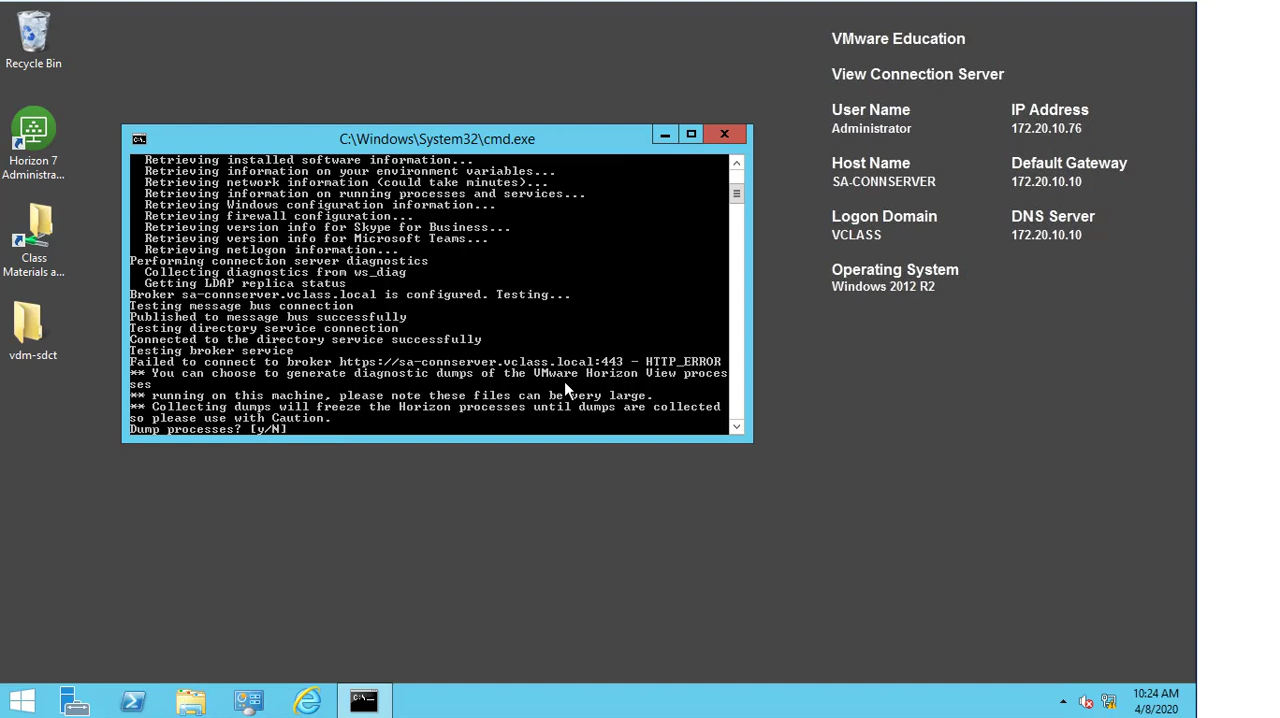 Recycle Bin
Horizon 7
Administra...
Class
Materials a...
vdm-sdct
C:\Windows\System32\cmd.exe
Retrieving installed software information...
Retrieving information on your environment variables...
Retrieving network information (could take minutes)...
Retrieving information on running processes and services...
Retrieving Windows configuration information...
Retrieving firewall configuration...
Retrieving version info for Skype for Business...
Retrieving version info for Microsoft Teams...
Retrieving netlogon information...
Performing connection server diagnostics
Collecting diagnostics from ws_diag
Getting LDAP replica status
Broker sa-connserver.vclass.local is configured. Testing...
Testing message bus connection
Published to message bus successfully
Testing directory service connection
Connected to the directory service successfully
Testing broker service
Failed to connect to broker https://sa-connserver.vclass.local:443 - HTTP_ERROR
** You can choose to generate diagnostic dumps of the VMware Horizon View proces
ses
** running on this machine, please note these files can be very large.
** Collecting dumps will freeze the Horizon processes until dumps are collected
so please use with Caution.
Dump processes? [y/N]
VMware Education
View Connection Server
User Name IP Address
Administrator 172.20.10.76
Host Name Default Gateway
SA-CONNSERVER 172.20.10.10
Logon Domain DNS Server
VCLASS 172.20.10.10
Operating System
Windows 2012 R2
10:24 AM
4/8/2020